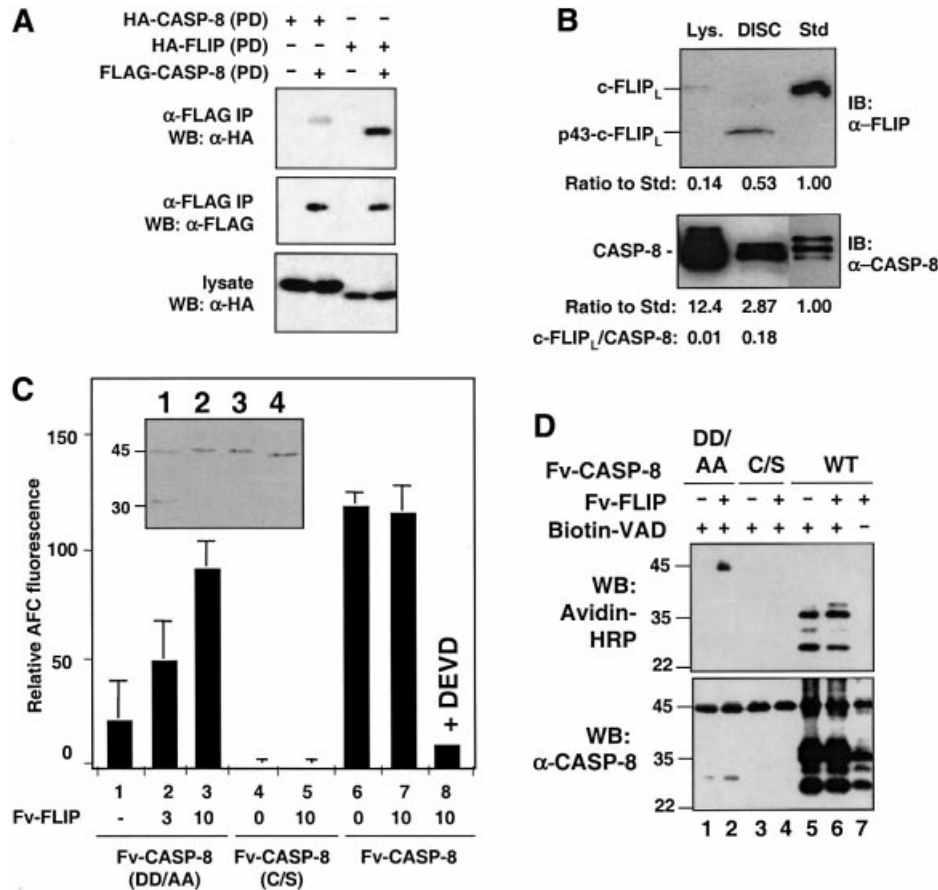 A
HA-CASP-8 (PD) + + - -
HA-FLIP (PD) - - + +
FLAG-CASP-8 (PD) - + - +
α-FLAG IP
WB: α-HA
α-FLAG IP
WB: α-FLAG
lysate
WB: α-HA
B
Lys. DISC Std
c-FLIPL
p43-c-FLIPL
IB:
α–FLIP
Ratio to Std: 0.14 0.53 1.00
CASP-8 -
IB:
α–CASP-8
Ratio to Std: 12.4 2.87 1.00
c-FLIPL/CASP-8: 0.01 0.18
C
Relative AFC fluorescence
150
100
50
0
1 2 3 4
45
30
+ DEVD
1 2 3 4 5 6 7 8
Fv-FLIP - 3 10 0 10 0 10 10
Fv-CASP-8 Fv-CASP-8 Fv-CASP-8
(DD/AA) (C/S)
D
DD/
Fv-CASP-8 AA C/S WT
Fv-FLIP - + - + - + +
Biotin-VAD + + + + + + -
45
35
22
WB:
Avidin-
HRP
45
35
22
WB:
α-CASP-8
1 2 3 4 5 6 7